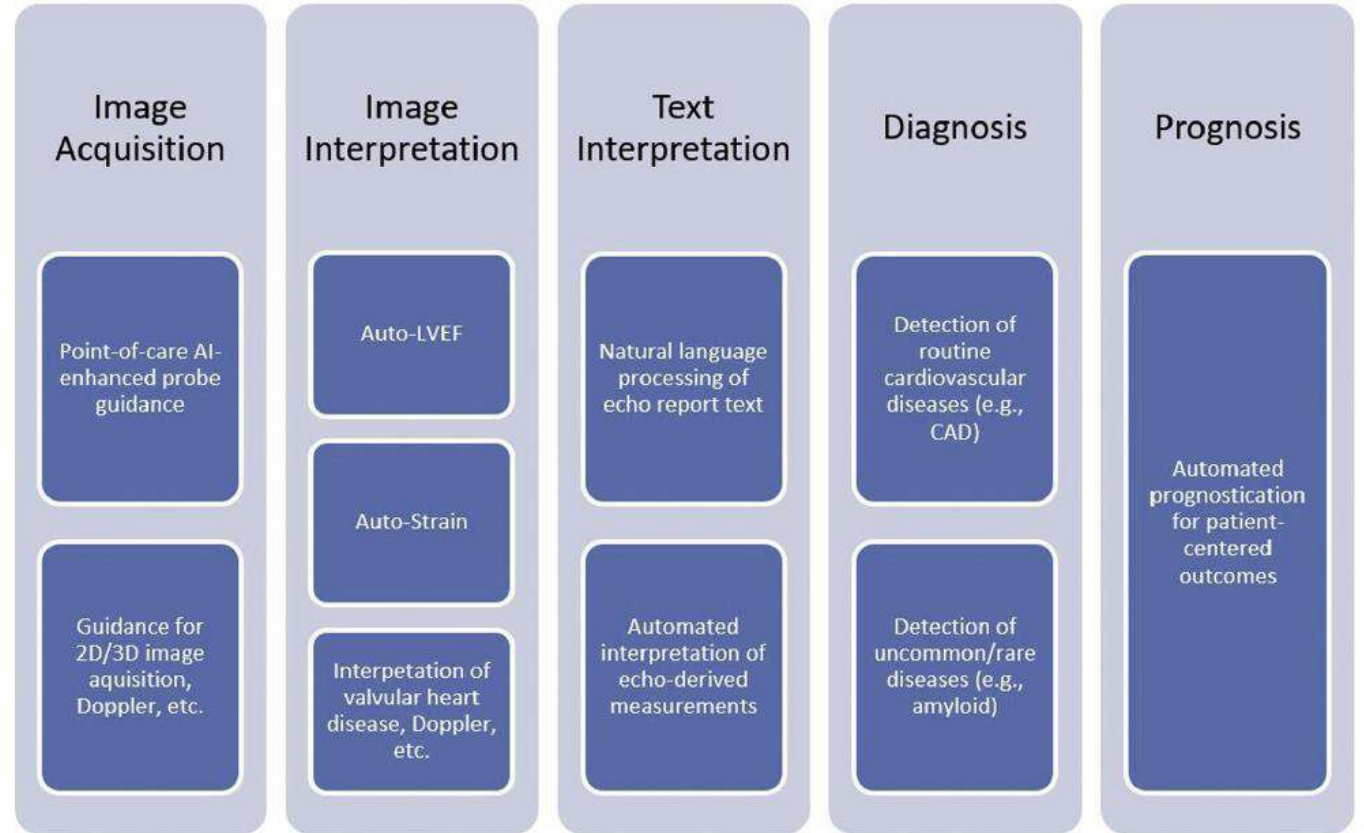 Image
Acquisition
Point-of-care AI-
enhanced probe
guidance
Guidance for
2D/3D image
aquisition,
Doppler, etc.
Image
Interpretation
Auto-LVEF
Auto-Strain
Interpetation of
valvular heart
disease, Doppler,
etc.
Text
Interpretation
Natural language
processing of
echo report text
Automated
interpretation of
echo-derived
measurements
Diagnosis
Detection of
routine
cardiovascular
diseases (e.g.,
CAD)
Detection of
uncommon/rare
diseases (e.g.,
amyloid)
Prognosis
Automated
prognostication
for patient-
centered
outcomes